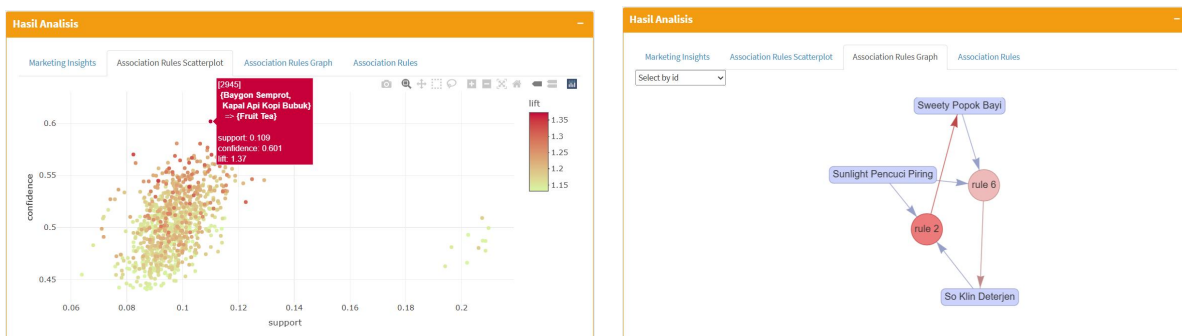 Hasil Analisis
Marketing Insights
Association Rules Scatterplot
Association Rules Graph
Association Rules
[2945]
{Baygon Semprot,
Kapal Api Kopi Bubuk}
=> {Fruit Tea}
support: 0.109
confidence: 0.601
lift: 1.37
lift
1.35
1.3
1.25
1.2
1.15
confidence
0.6
0.55
0.5
0.45
0.06
0.08
0.1
0.12
0.14
0.16
0.18
0.2
support
Hasil Analisis
Marketing Insights
Association Rules Scatterplot
Association Rules Graph
Association Rules
Select by id
Sweety Popok Bayi
Sunlight Pencuci Piring
rule 6
rule 2
So Klin Deterjen